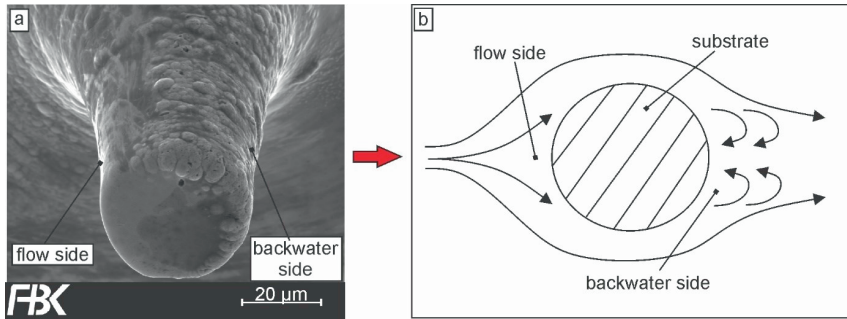 a
flow side
backwater
side
FBK
20 µm
b
substrate
flow side
backwater side